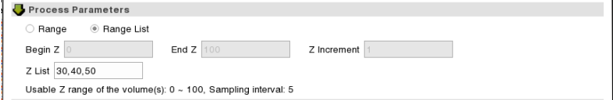 Process Parameters
Range Range List
Begin Z 0 End Z 100 Z Increment 1
Z List 30,40,50
Usable Z range of the volume(s): 0 ~ 100, Sampling interval: 5